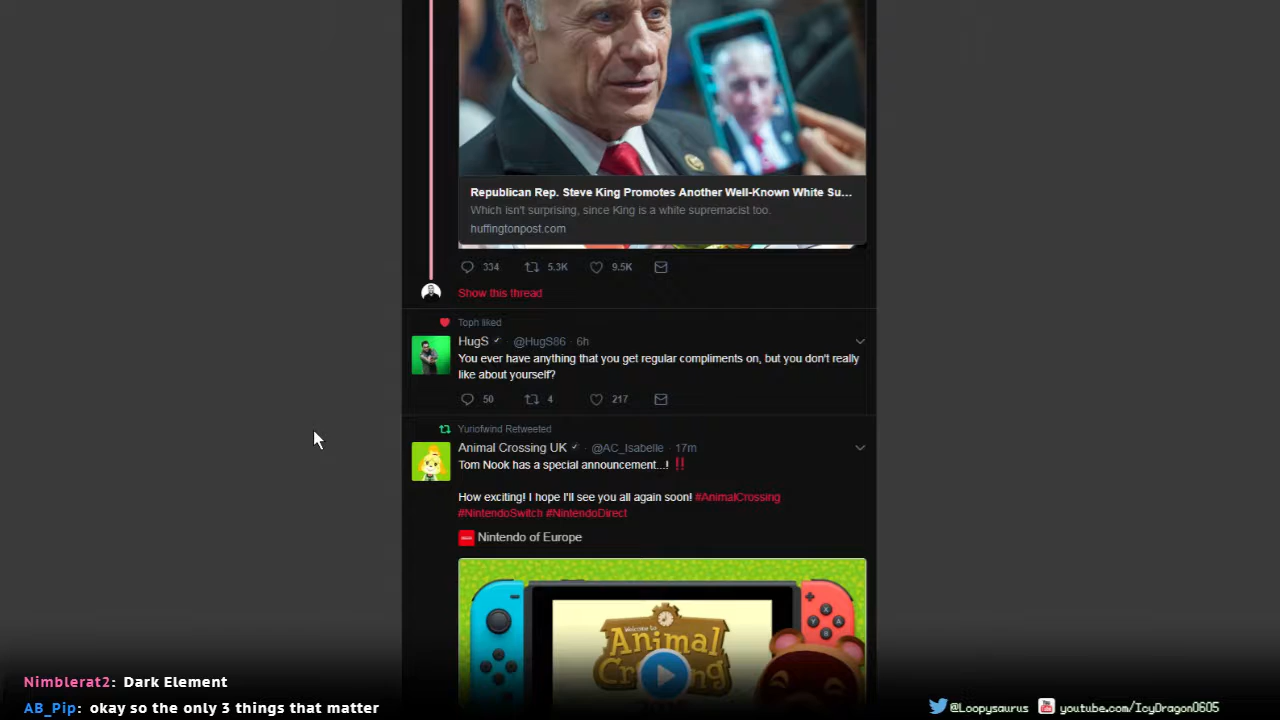 Republican Rep. Steve King Promotes Another Well-Known White Su...
Which isn't surprising, since King is a white supremacist too.
huffingtonpost.com
334 5.3K 9.5K
Show this thread
Toph liked
HugS · @HugS86 · 6h
You ever have anything that you get regular compliments on, but you don't really
like about yourself?
50 4 217
Yuriofwind Retweeted
Animal Crossing UK · @AC_Isabelle · 17m
Tom Nook has a special announcement...! ‼
How exciting! I hope I'll see you all again soon! #AnimalCrossing
#NintendoSwitch #NintendoDirect
Nintendo of Europe
Welcome to
Animal
Crossing
Nimblerat2: Dark Element
AB_Pip: okay so the only 3 things that matter
@Loopysaurus youtube.com/IcyDragon0605